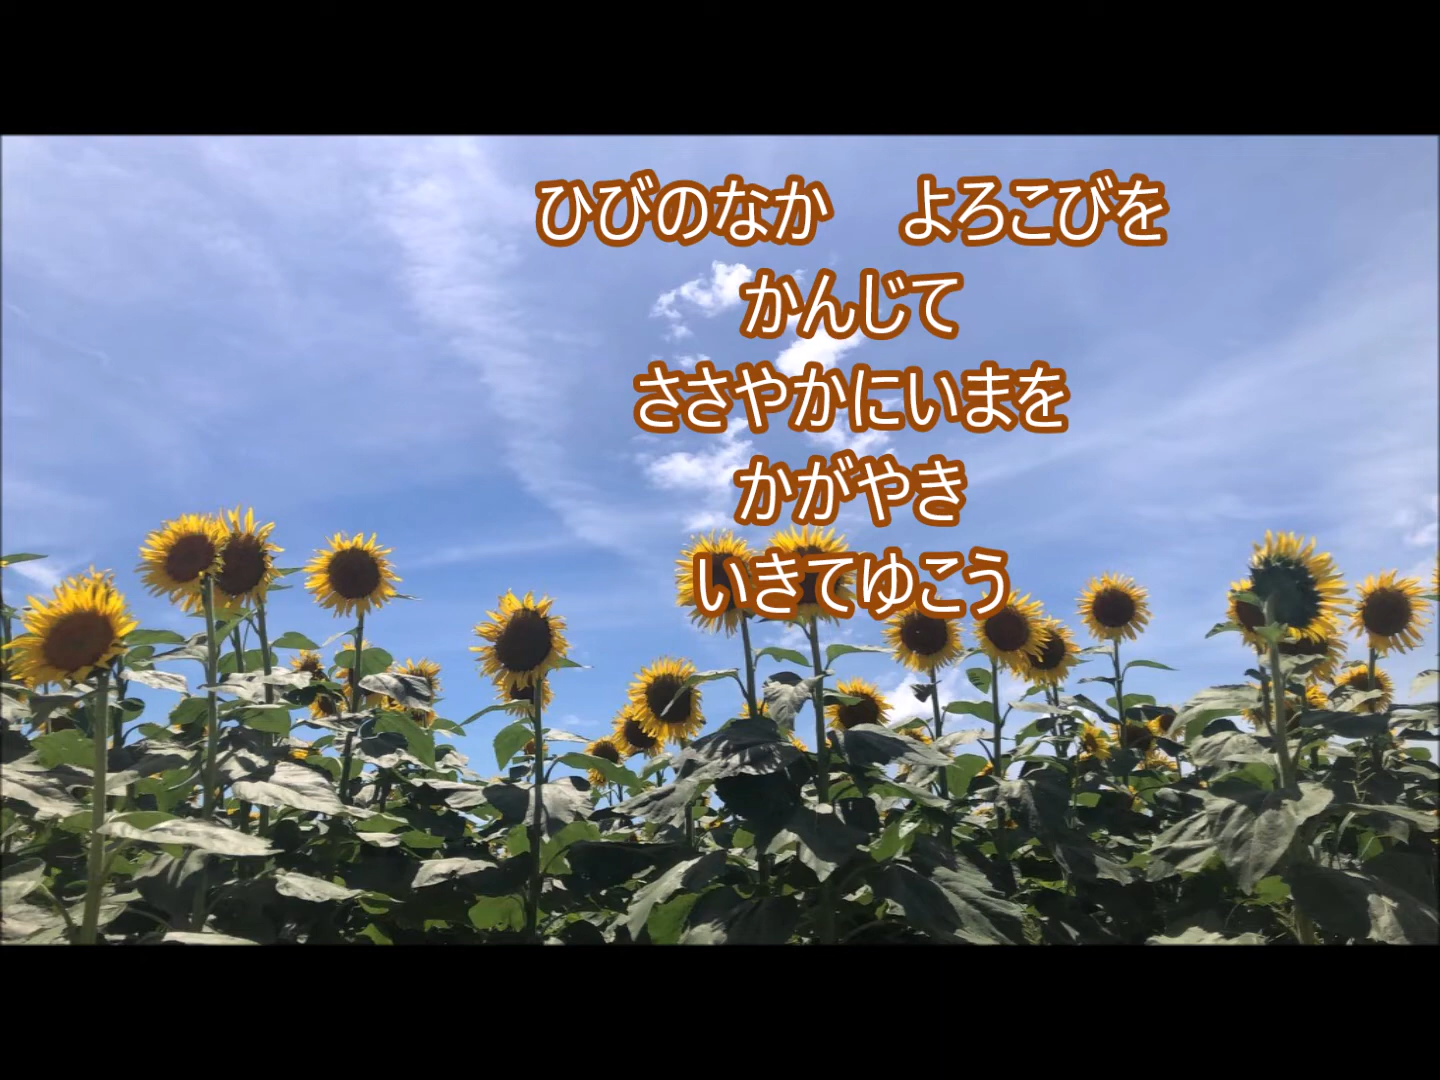 ひびのなか　よろこびを
かんじて
ささやかにいまを
かがやき
いきてゆこう